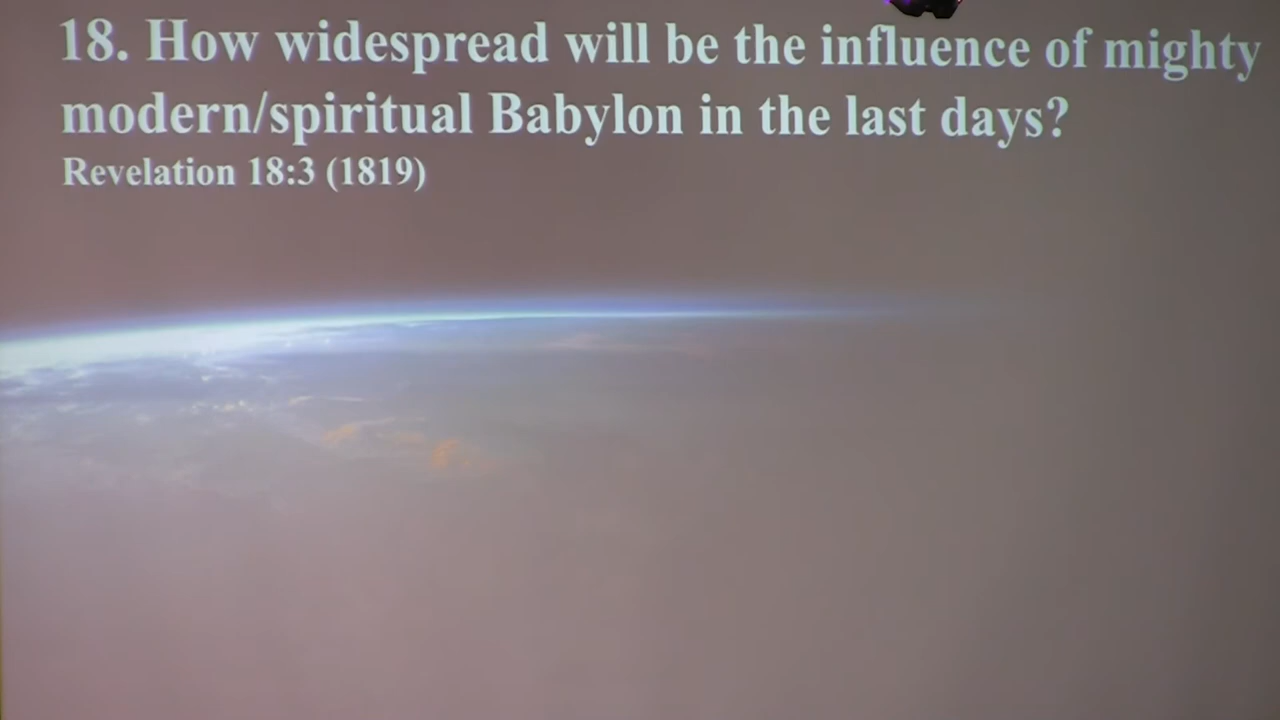 18. How widespread will be the influence of mighty
modern/spiritual Babylon in the last days?
Revelation 18:3 (1819)